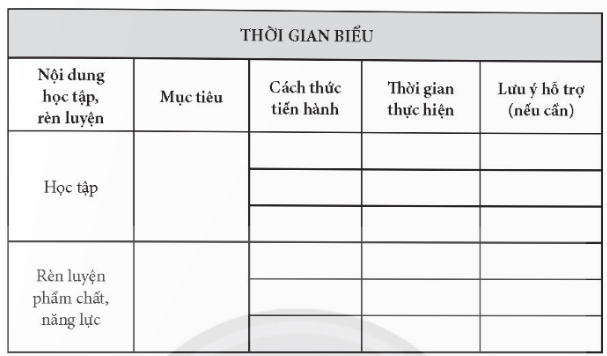 THỜI GIAN BIỂU
Nội dung
học tập,
rèn luyện
Mục tiêu
Cách thức
tiến hành
Thời gian
thực hiện
Lưu ý hỗ trợ
(nếu cần)
Học tập
Rèn luyện
phẩm chất,
năng lực